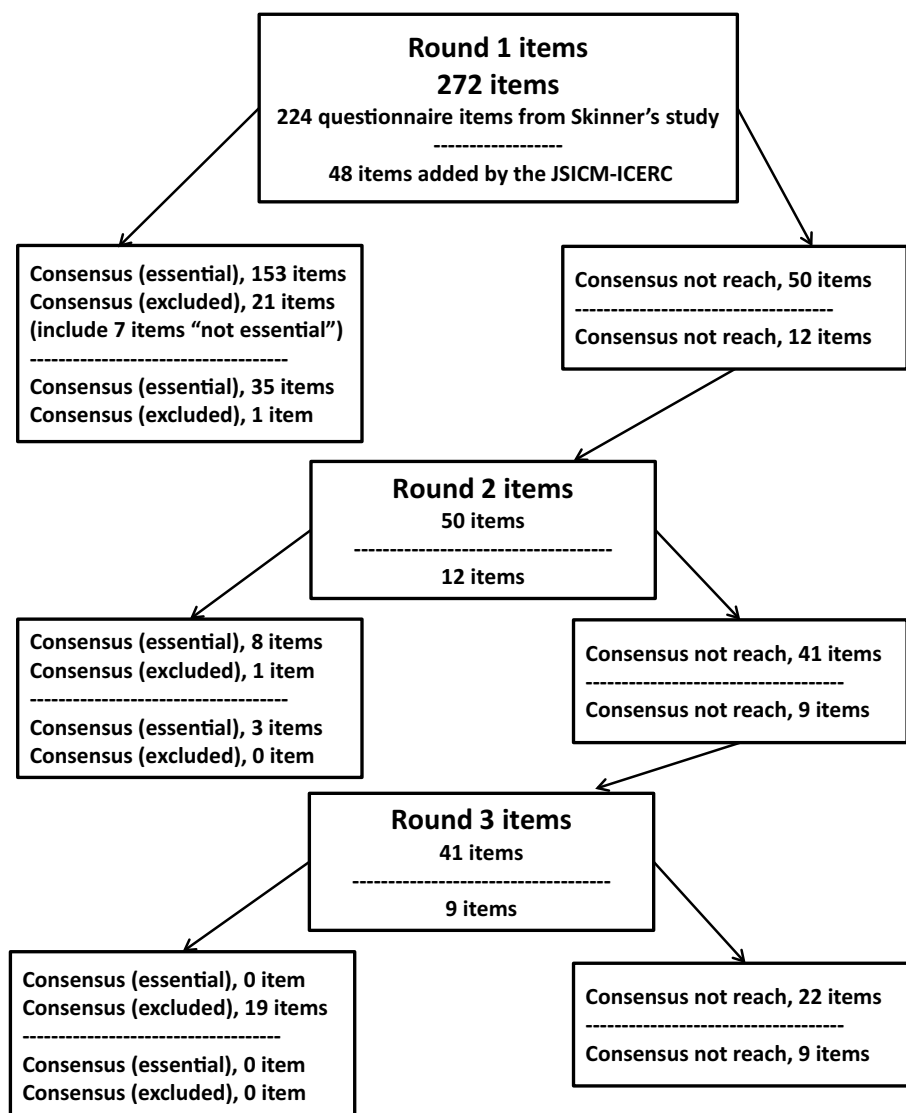 Round 1 items
272 items
224 questionnaire items from Skinner’s study
------------------
48 items added by the JSICM-ICERC
Consensus (essential), 153 items
Consensus (excluded), 21 items
(include 7 items “not essential”)
------------------------------------
Consensus (essential), 35 items
Consensus (excluded), 1 item
Consensus not reach, 50 items
------------------------------------
Consensus not reach, 12 items
Round 2 items
50 items
------------------------------------
12 items
Consensus (essential), 8 items
Consensus (excluded), 1 item
------------------------------------
Consensus (essential), 3 items
Consensus (excluded), 0 item
Consensus not reach, 41 items
------------------------------------
Consensus not reach, 9 items
Round 3 items
41 items
------------------------------------
9 items
Consensus (essential), 0 item
Consensus (excluded), 19 items
------------------------------------
Consensus (essential), 0 item
Consensus (excluded), 0 item
Consensus not reach, 22 items
------------------------------------
Consensus not reach, 9 items